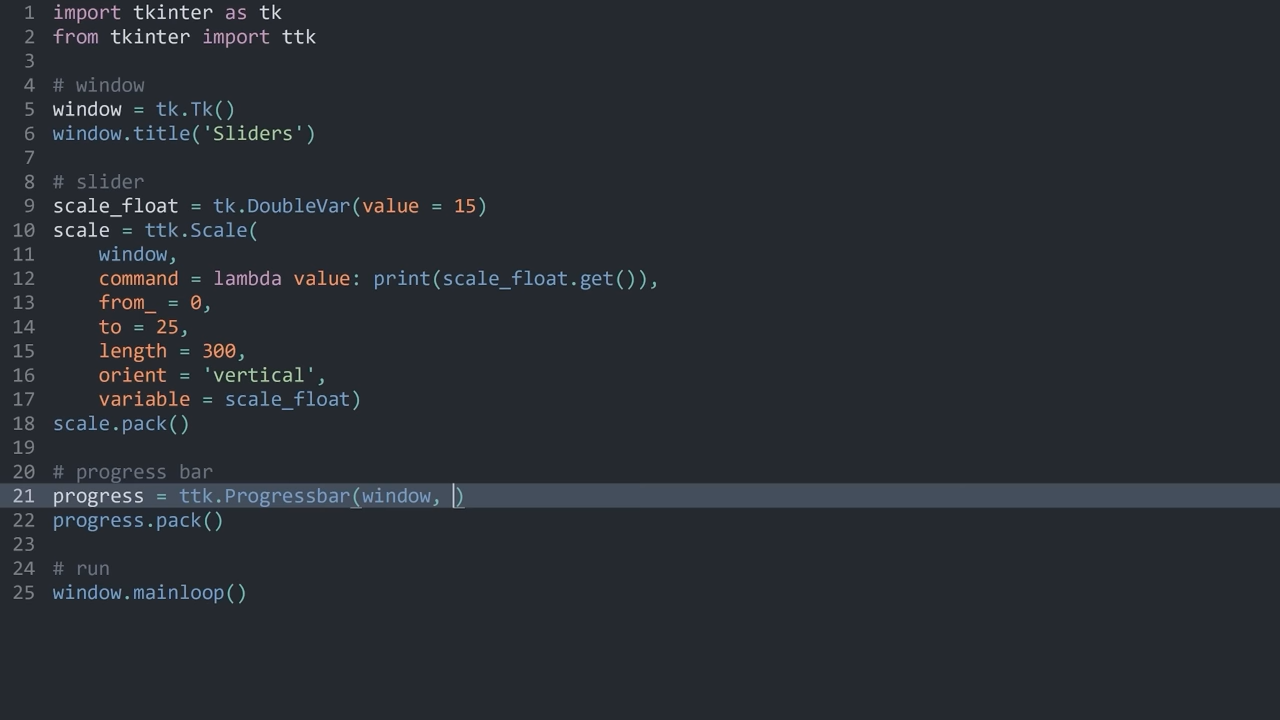 1 import tkinter as tk
2 from tkinter import ttk
3
4 # window
5 window = tk.Tk()
6 window.title('Sliders')
7
8 # slider
9 scale_float = tk.DoubleVar(value = 15)
10 scale = ttk.Scale(
11     window,
12     command = lambda value: print(scale_float.get()),
13     from_ = 0,
14     to = 25,
15     length = 300,
16     orient = 'vertical',
17     variable = scale_float)
18 scale.pack()
19
20 # progress bar
21 progress = ttk.Progressbar(window, )
22 progress.pack()
23
24 # run
25 window.mainloop()